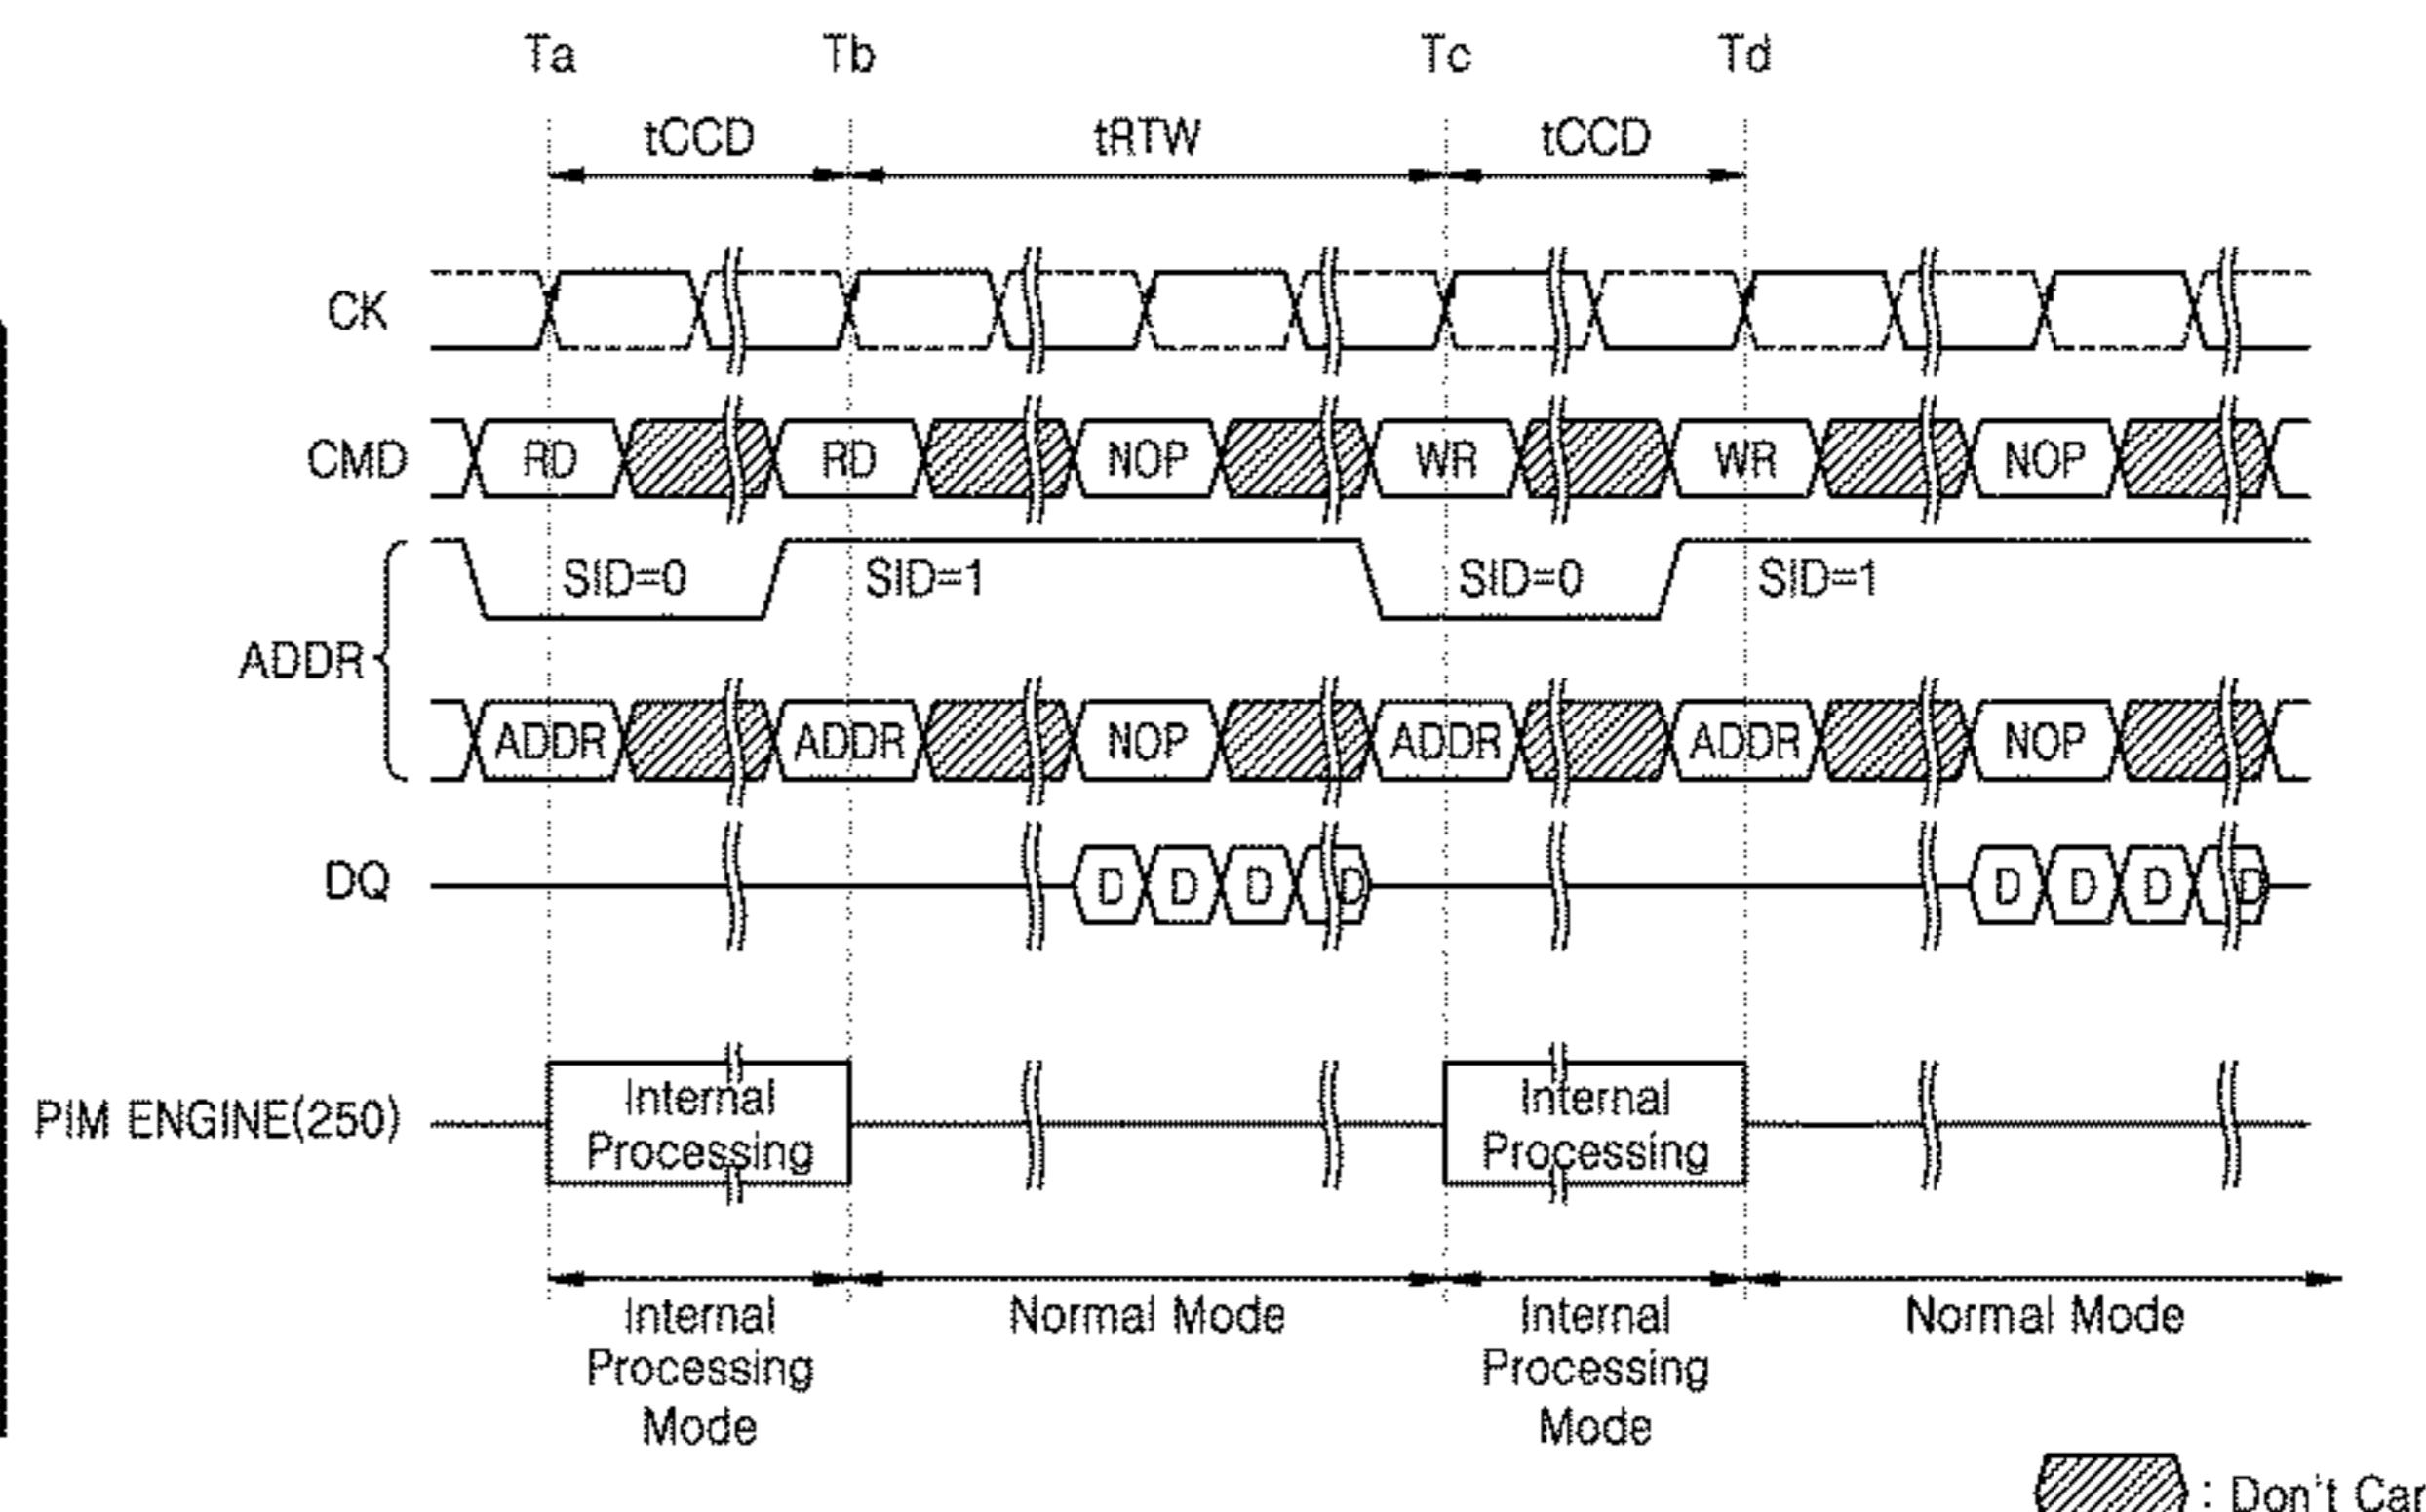 Ta Tb Tc Td
tCCD tRTW tCCD
CK
CMD RD RD NOP WR WR NOP
SID=0 SID=1 SID=0 SID=1
ADDR
ADDR ADDR NOP ADDR ADDR NOP
DQ D D D D D D D D
PIM ENGINE(250) Internal Processing Internal Processing
Internal Processing Mode Normal Mode Internal Processing Mode Normal Mode
: Don't